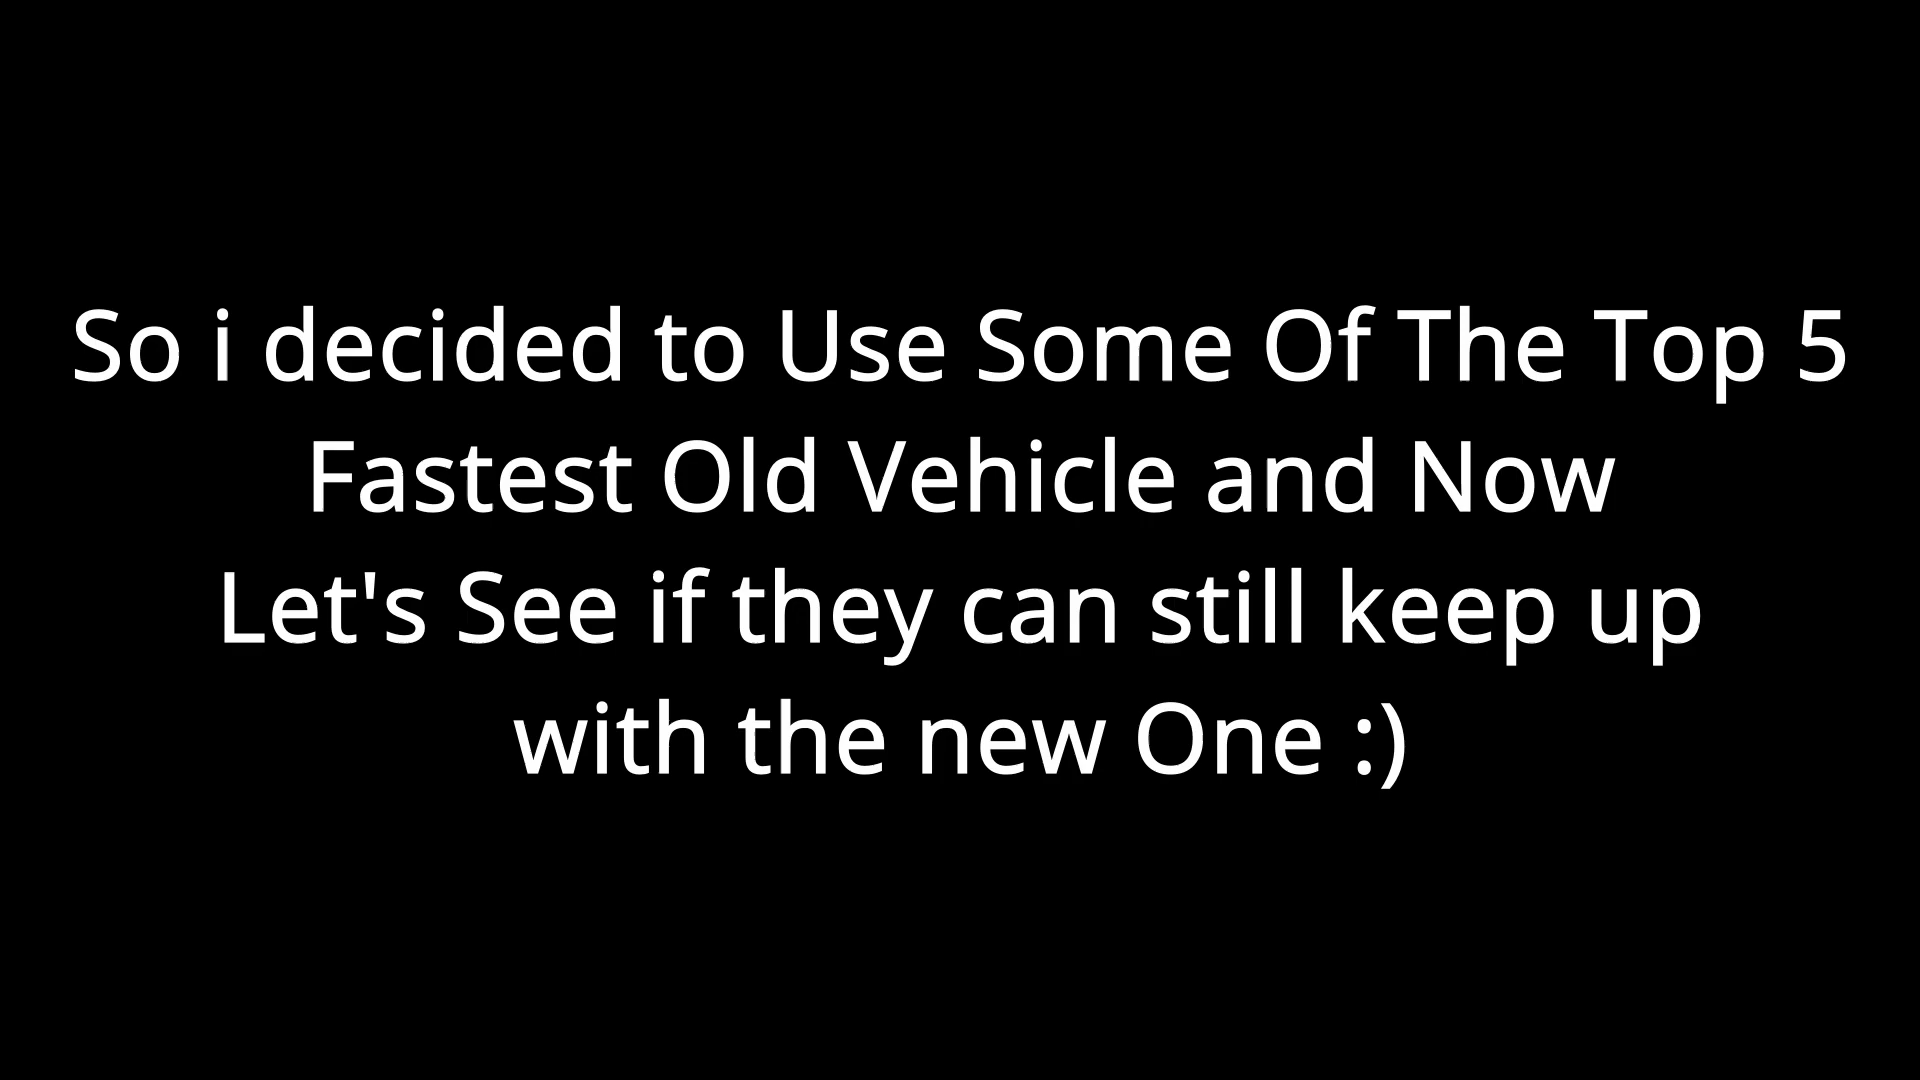 So i decided to Use Some Of The Top 5
Fastest Old Vehicle and Now
Let's See if they can still keep up
with the new One :)